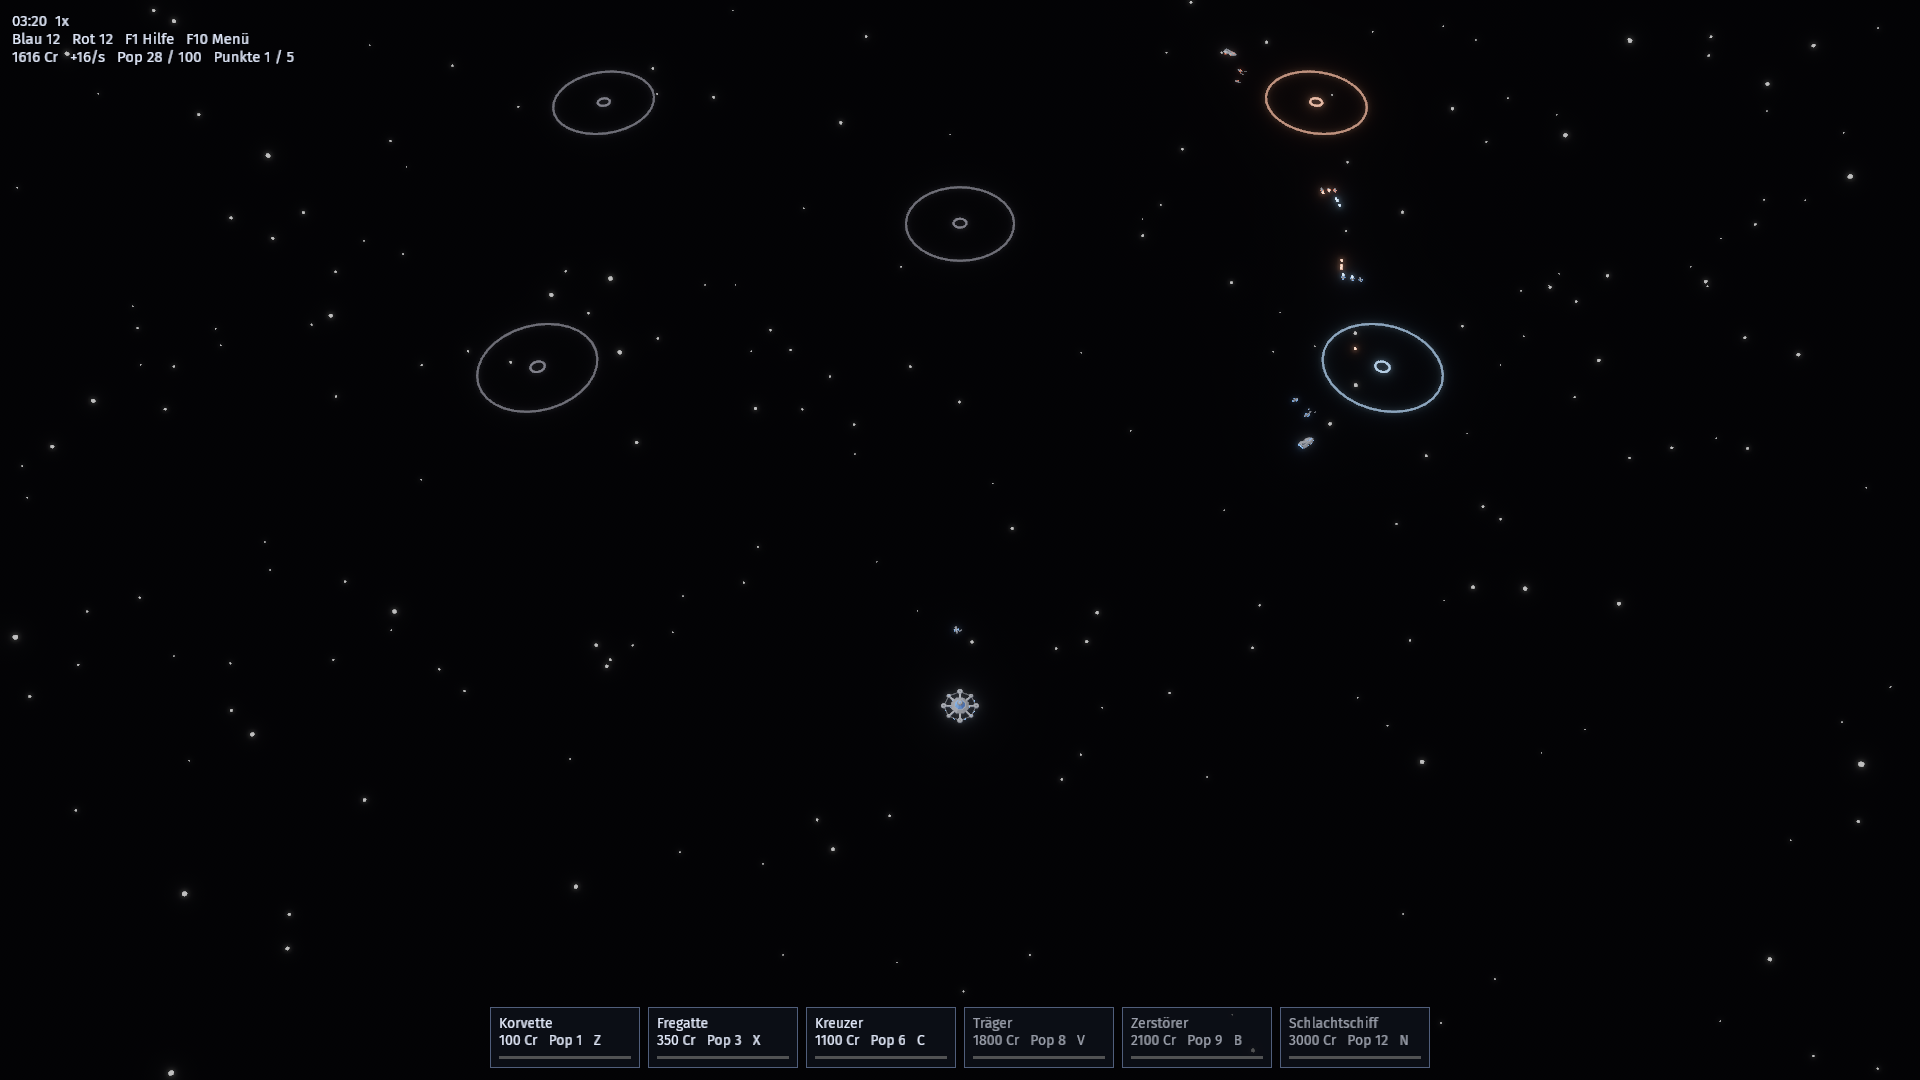 03:20 1x
Blau 12 Rot 12 F1 Hilfe F10 Menü
1616 Cr +16/s Pop 28 / 100 Punkte 1 / 5
Korvette
100 Cr Pop 1 Z
Fregatte
350 Cr Pop 3 X
Kreuzer
1100 Cr Pop 6 C
Träger
1800 Cr Pop 8 V
Zerstörer
2100 Cr Pop 9 B
Schlachtschiff
3000 Cr Pop 12 N